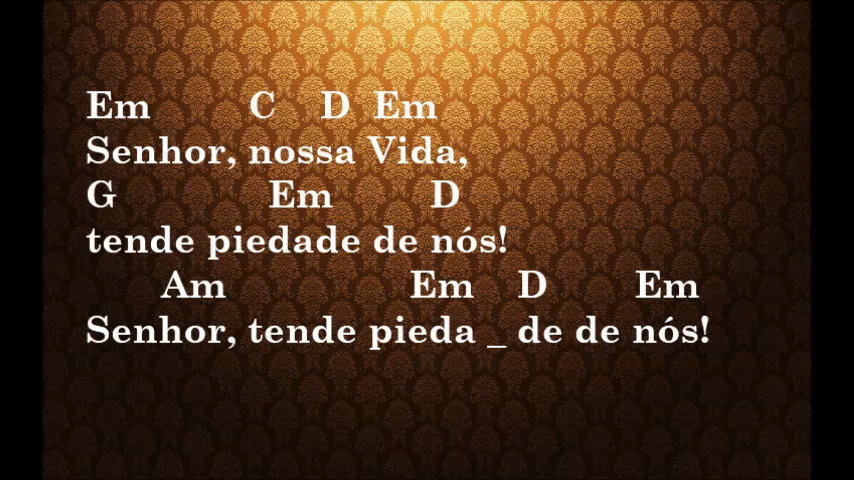 Em C D Em
Senhor, nossa Vida,
G Em D
tende piedade de nós!
Am Em D Em
Senhor, tende pieda _ de de nós!